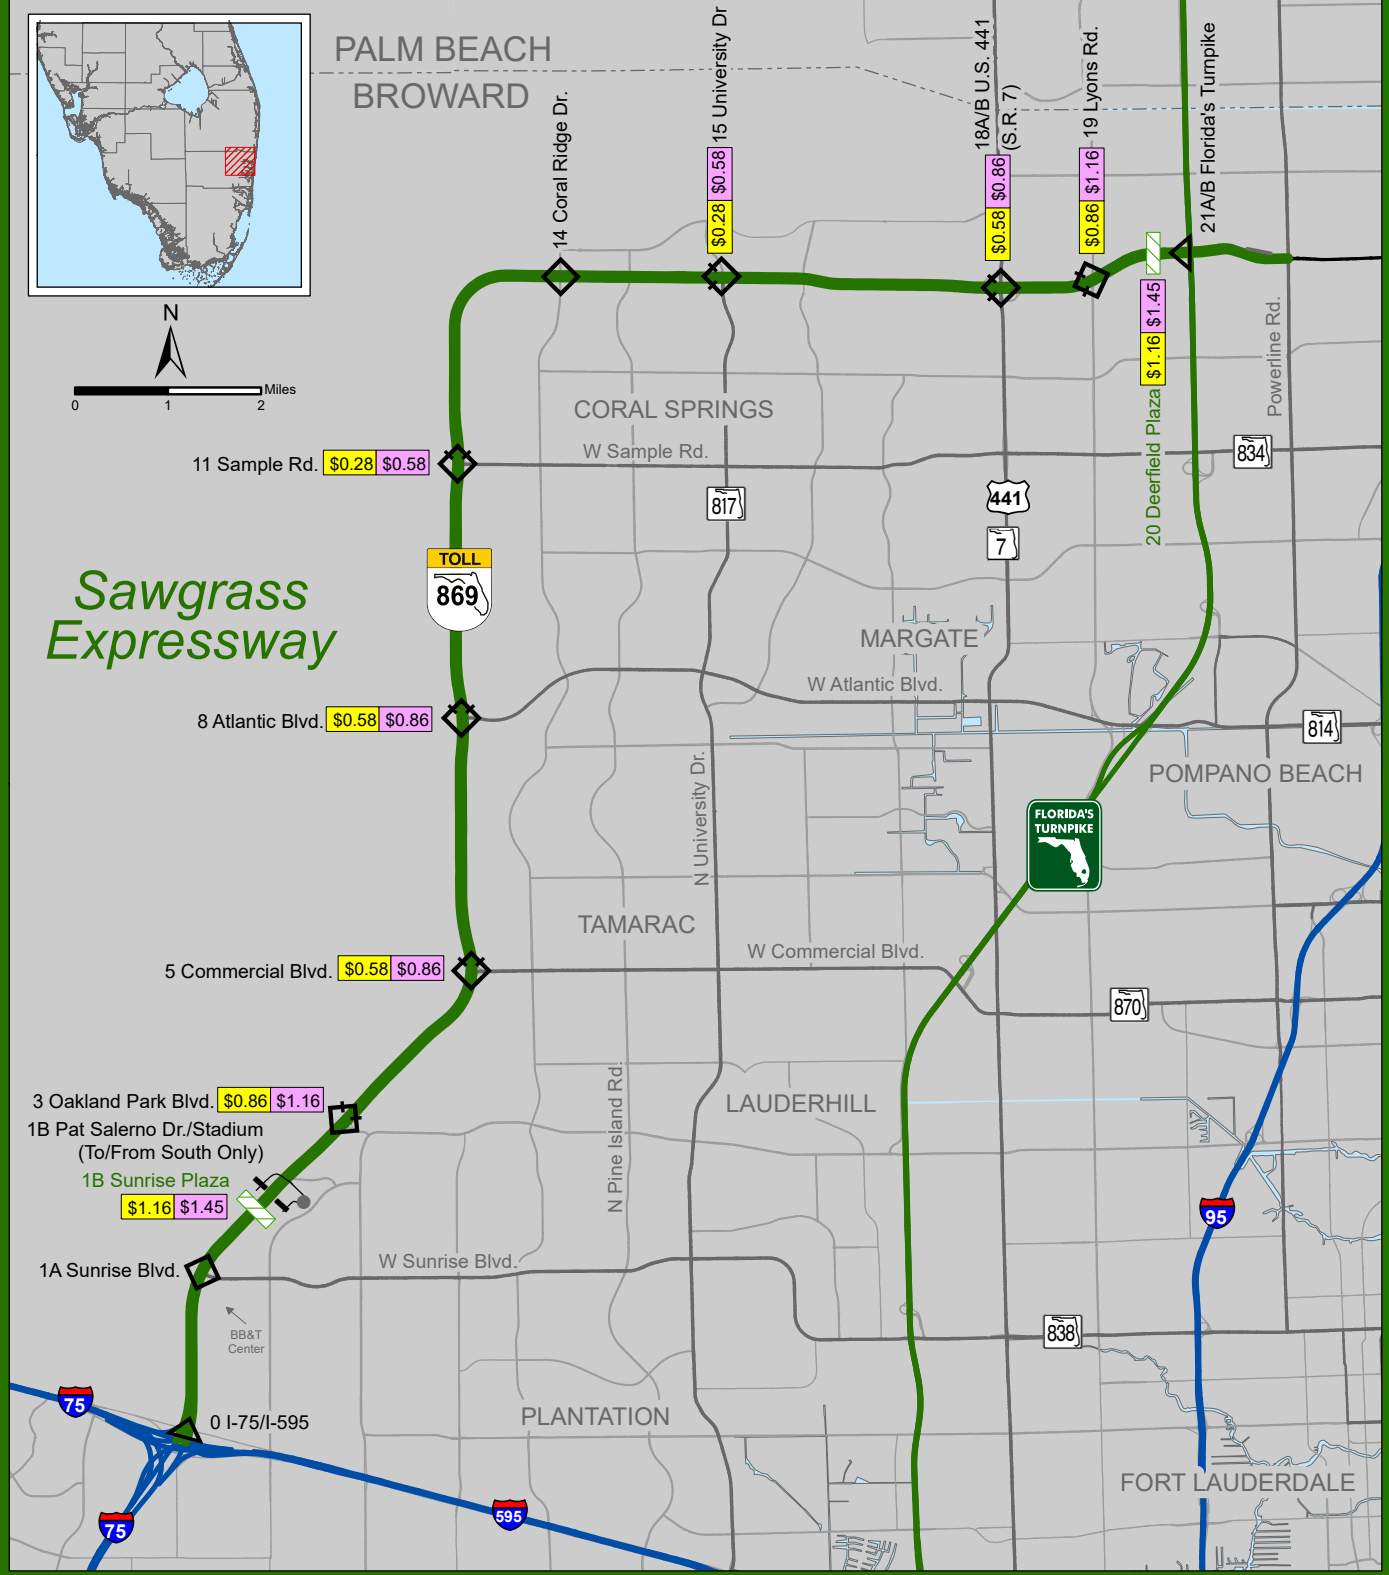 PALM BEACH
BROWARD
14 Coral Ridge Dr.
15 University Dr
$0.28 $0.58
18A/B U.S. 441
(S.R. 7)
$0.58 $0.86
19 Lyons Rd.
$0.86 $1.16
21A/B Florida's Turnpike
N
Miles
0 1 2
20 Deerfield Plaza
$1.16 $1.45
Powerline Rd.
CORAL SPRINGS
W Sample Rd.
11 Sample Rd. $0.28 $0.58
834
817
441
7
TOLL
869
Sawgrass
Expressway
MARGATE
W Atlantic Blvd.
8 Atlantic Blvd. $0.58 $0.86
814
POMPANO BEACH
N University Dr.
FLORIDA'S
TURNPIKE
TAMARAC
W Commercial Blvd.
5 Commercial Blvd. $0.58 $0.86
870
3 Oakland Park Blvd. $0.86 $1.16
LAUDERHILL
N Pine Island Rd.
1B Pat Salerno Dr./Stadium
(To/From South Only)
1B Sunrise Plaza
$1.16 $1.45
95
1A Sunrise Blvd.
W Sunrise Blvd.
BB&T
Center
838
75
0 I-75/I-595
PLANTATION
FORT LAUDERDALE
75
595